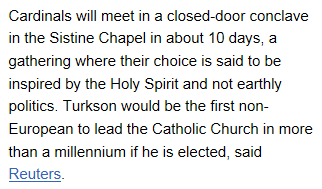 Cardinals will meet in a closed-door conclave
in the Sistine Chapel in about 10 days, a
gathering where their choice is said to be
inspired by the Holy Spirit and not earthly
politics. Turkson would be the first non-
European to lead the Catholic Church in more
than a millennium if he is elected, said
Reuters.